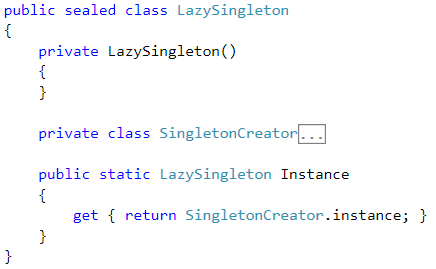 public sealed class LazySingleton
{
    private LazySingleton()
    {
    }
    private class SingletonCreator...
    public static LazySingleton Instance
    {
        get { return SingletonCreator.instance; }
    }
}